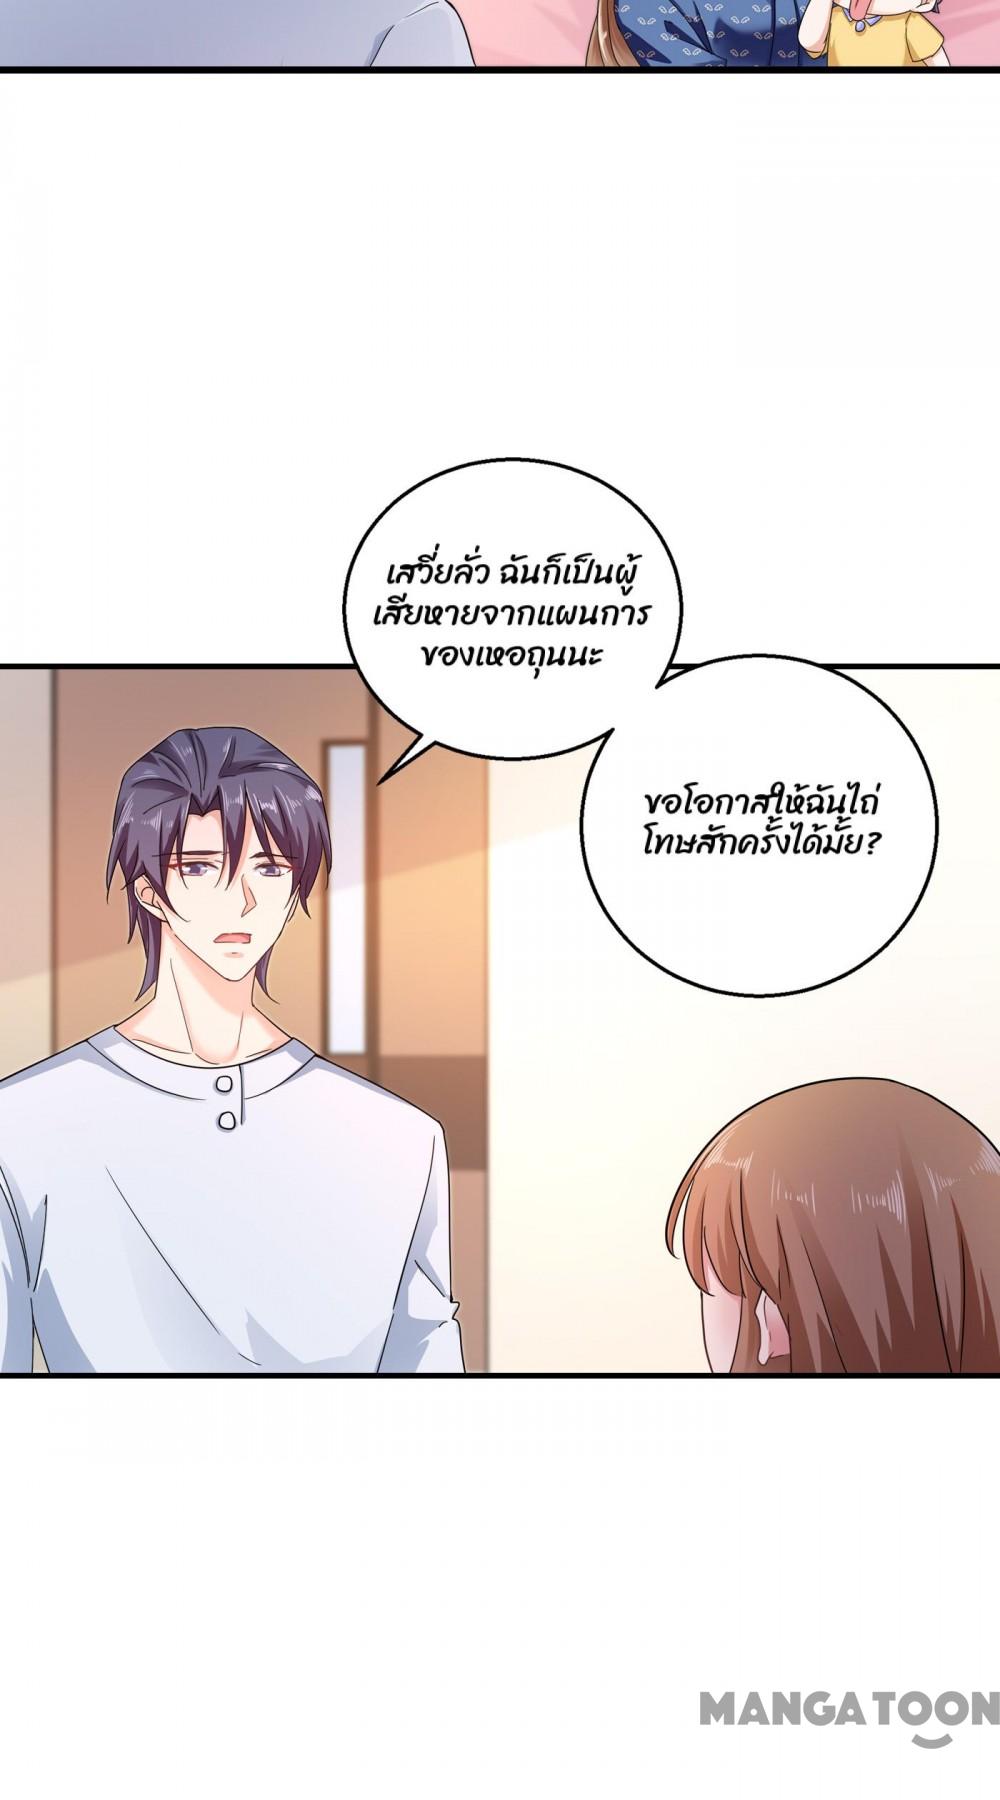 เสวี่ยลั่ว ฉันก็เป็นผู้
เสียหายจากแผนการ
ของเหอถุนนะ
ขอโอกาสให้ฉันไถ่
โทษสักครั้งได้มั้ย?
MANGATOON